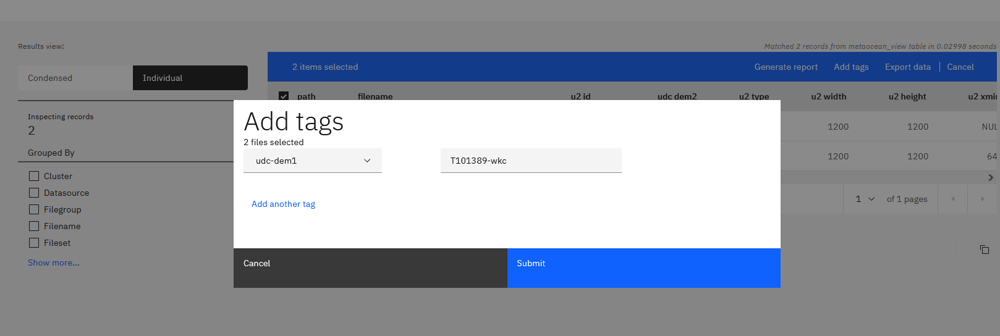 Results view:
Matched 2 records from metaocean_view table in 0.02998 seconds
Condensed
Individual
2 items selected
Generate report
Add tags
Export data
Cancel
path
filename
u2 id
udc dem2
u2 type
u2 width
u2 height
u2 xmi
Inspecting records
2
Grouped By
Cluster
Datasource
Filegroup
Filename
Fileset
Show more...
Add tags
2 files selected
udc-dem1
T101389-wkc
Add another tag
Cancel
Submit
1200
1200
NUL
1200
1200
64
1
of 1 pages